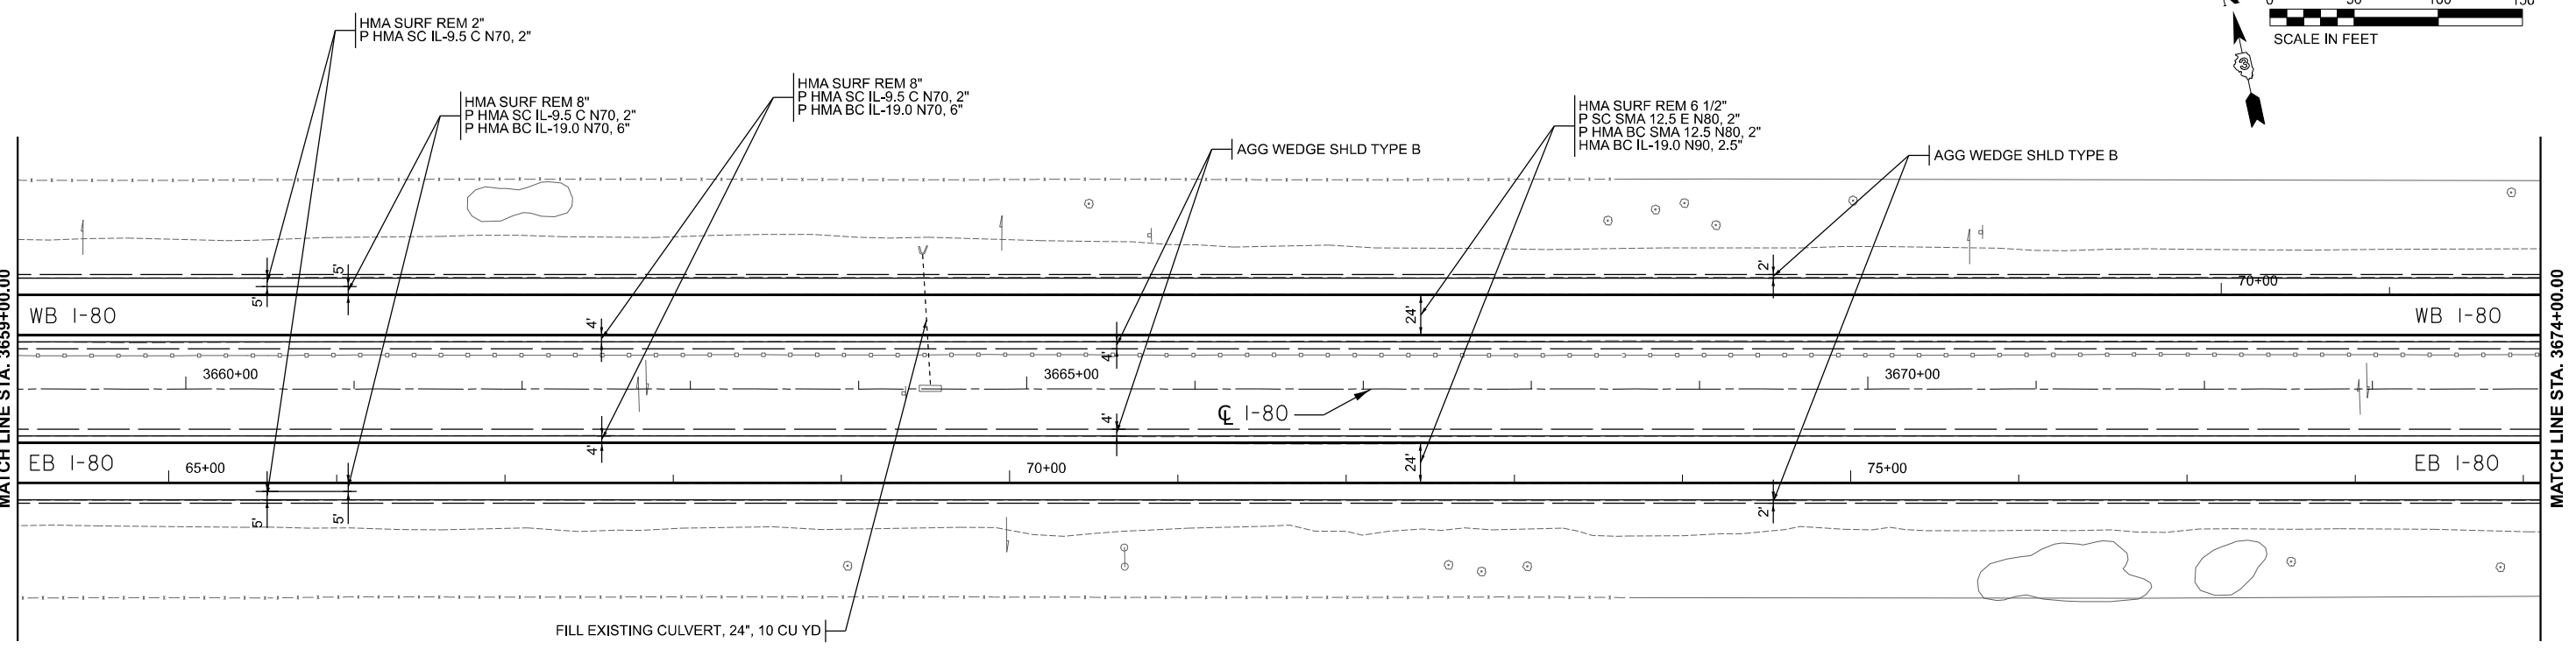 HMA SURF REM 2"
P HMA SC IL-9.5 C N70, 2"
HMA SURF REM 8"
P HMA SC IL-9.5 C N70, 2"
P HMA BC IL-19.0 N70, 6"
HMA SURF REM 8"
P HMA SC IL-9.5 C N70, 2"
P HMA BC IL-19.0 N70, 6"
AGG WEDGE SHLD TYPE B
HMA SURF REM 6 1/2"
P SC SMA 12.5 E N80, 2"
P HMA BC SMA 12.5 N80, 2"
HMA BC IL-19.0 N90, 2.5"
AGG WEDGE SHLD TYPE B
SCALE IN FEET
3
MATCH LINE STA. 3659+00.00
5'
5'
2'
70+00
WB I-80
4'
24'
WB I-80
4'
3660+00
3665+00
3670+00
℄ I-80
4'
4'
24'
EB I-80
65+00
70+00
75+00
EB I-80
5'
5'
2'
FILL EXISTING CULVERT, 24", 10 CU YD
MATCH LINE STA. 3674+00.00